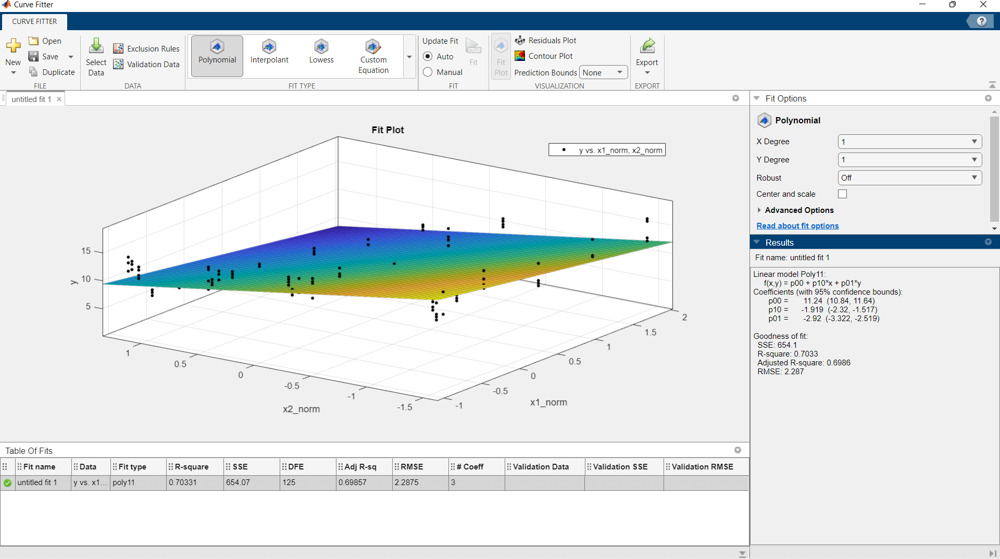 Curve Fitter
CURVE FITTER
New
Open
Save
Duplicate
FILE
Select Data
Exclusion Rules
Validation Data
DATA
Polynomial
Interpolant
Lowess
Custom Equation
FIT TYPE
Update Fit
Auto
Manual
AUTO
Fit
FIT
Fit Plot
Residuals Plot
Contour Plot
Prediction Bounds None
VISUALIZATION
Export
EXPORT
?
untitled fit 1
Fit Plot
y vs. x1_norm, x2_norm
15
10
5
y
1
0.5
0
-0.5
-1
-1.5
x2_norm
-1
-0.5
0
0.5
1
1.5
2
x1_norm
Fit Options
Polynomial
X Degree 1
Y Degree 1
Robust Off
Center and scale
Advanced Options
Read about fit options
Results
Fit name: untitled fit 1
Linear model Poly11:
f(x,y) = p00 + p10*x + p01*y
Coefficients (with 95% confidence bounds):
p00 = 11.24 (10.84, 11.64)
p10 = -1.919 (-2.32, -1.517)
p01 = -2.92 (-3.322, -2.519)
Goodness of fit:
SSE: 654.1
R-square: 0.7033
Adjusted R-square: 0.6986
RMSE: 2.287
Table Of Fits
Fit name Data Fit type R-square SSE DFE Adj R-sq RMSE # Coeff Validation Data Validation SSE Validation RMSE
untitled fit 1 y vs. x1... poly11 0.70331 654.07 125 0.69857 2.2875 3